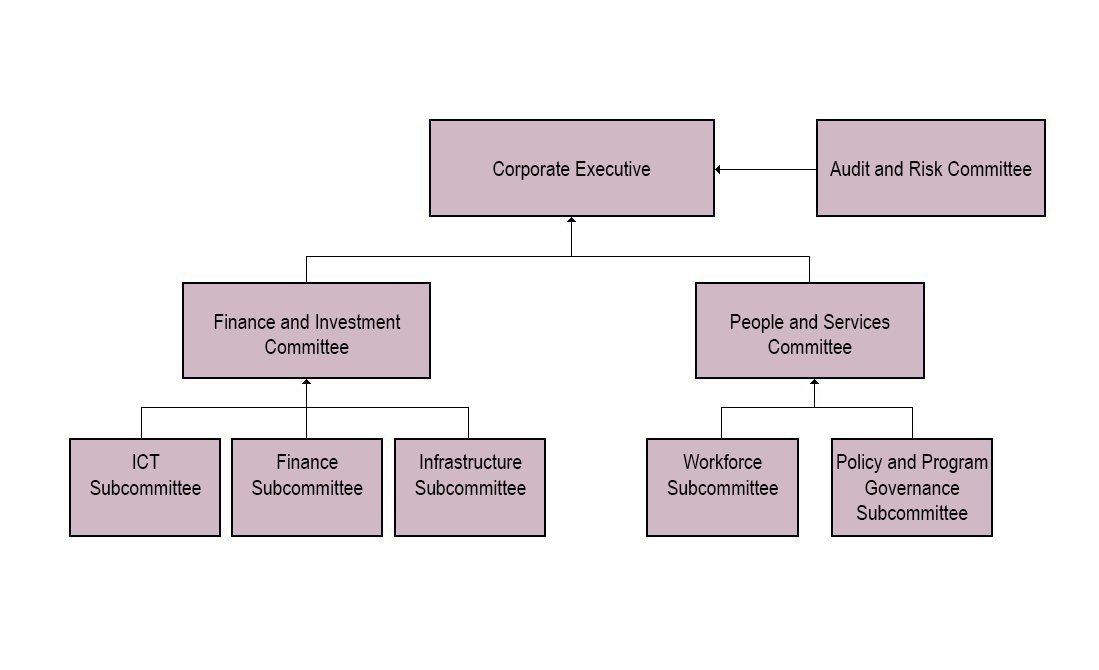 Corporate Executive
Audit and Risk Committee
Finance and Investment
Committee
People and Services
Committee
ICT
Subcommittee
Finance
Subcommittee
Infrastructure
Subcommittee
Workforce
Subcommittee
Policy and Program
Governance
Subcommittee